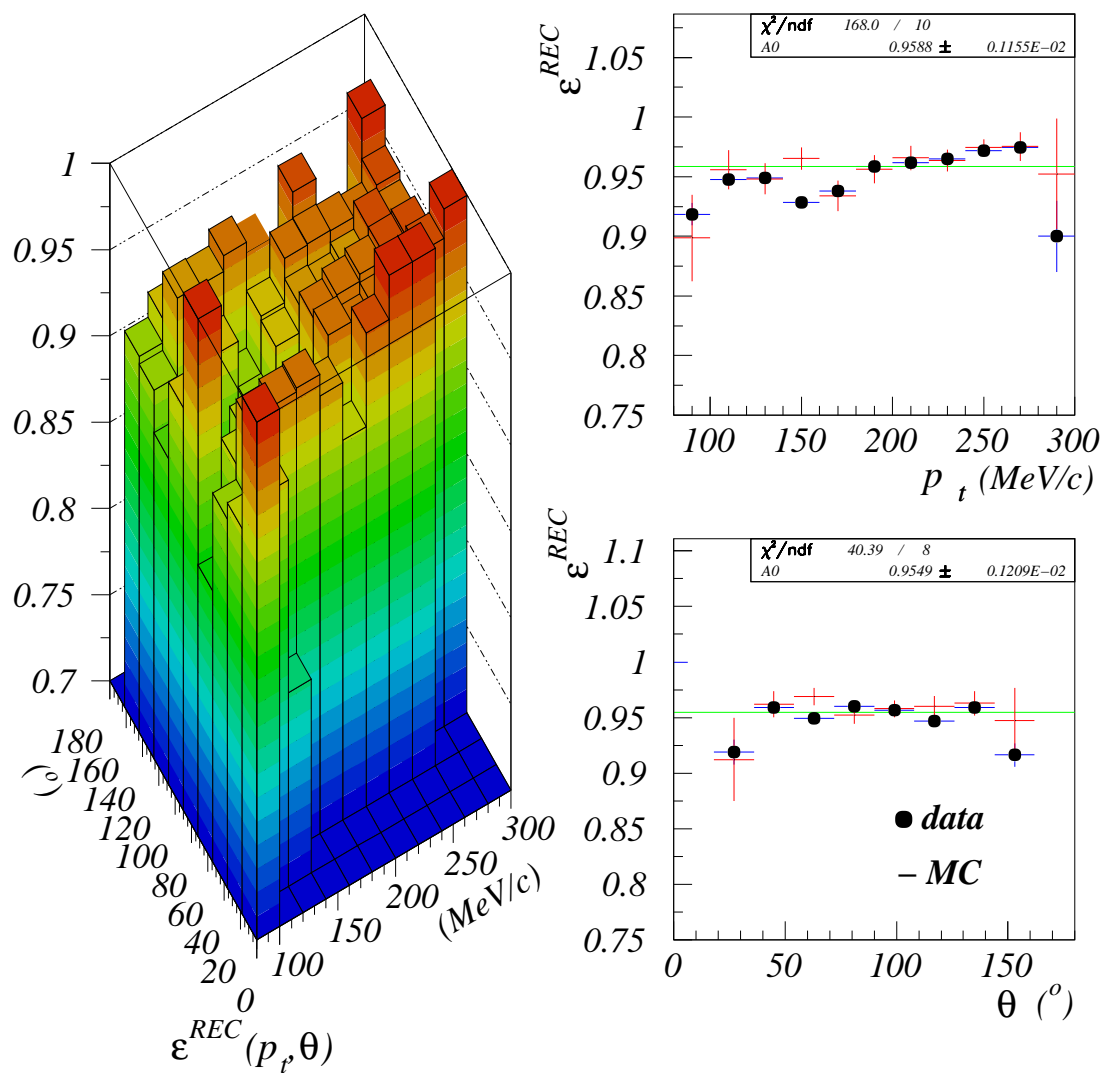 1
0.95
0.9
0.85
0.8
0.75
0.7
180
160
140
120
100
80
60
40
20
0
(o)
100
150
200
250
300
(MeV/c)
ε^REC(p_t,θ)
χ²/ndf 168.0 / 10
A0 0.9588 ± 0.1155E-02
ε^REC
1.05
1
0.95
0.9
0.85
0.8
0.75
100 150 200 250 300
p_t (MeV/c)
χ²/ndf 40.39 / 8
A0 0.9549 ± 0.1209E-02
ε^REC
1.1
1.05
1
0.95
0.9
0.85
0.8
0.75
data
– MC
0 50 100 150
θ (o)